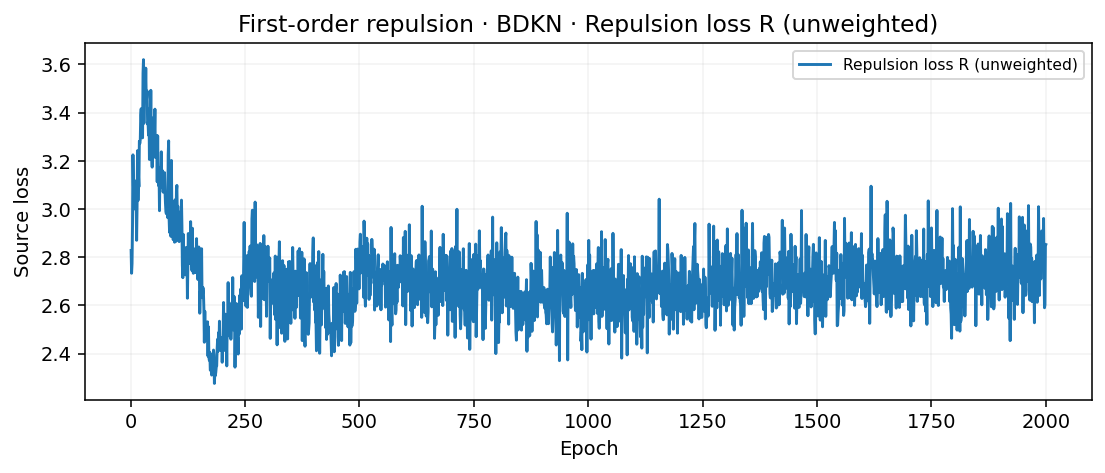 First-order repulsion · BDKN · Repulsion loss R (unweighted)
Repulsion loss R (unweighted)
Source loss
3.6
3.4
3.2
3.0
2.8
2.6
2.4
0 250 500 750 1000 1250 1500 1750 2000
Epoch